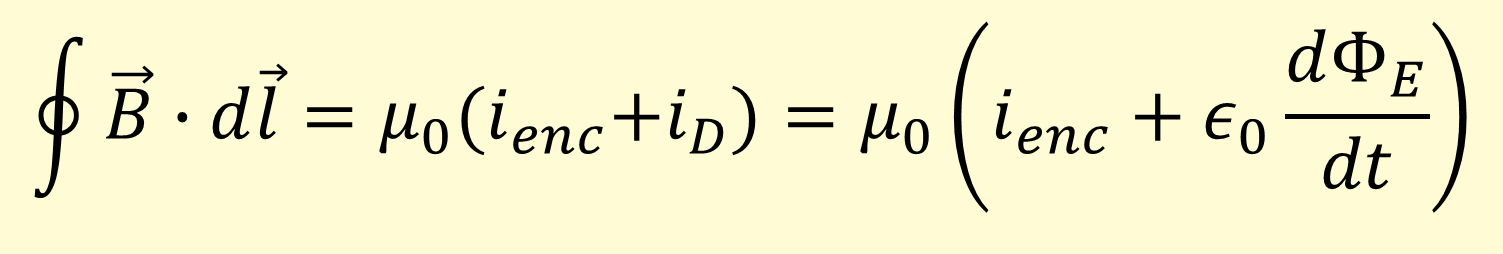 ∮ B⃗ · dl⃗ = μ₀(i_enc+i_D) = μ₀(i_enc + ϵ₀ dΦ_E/dt)